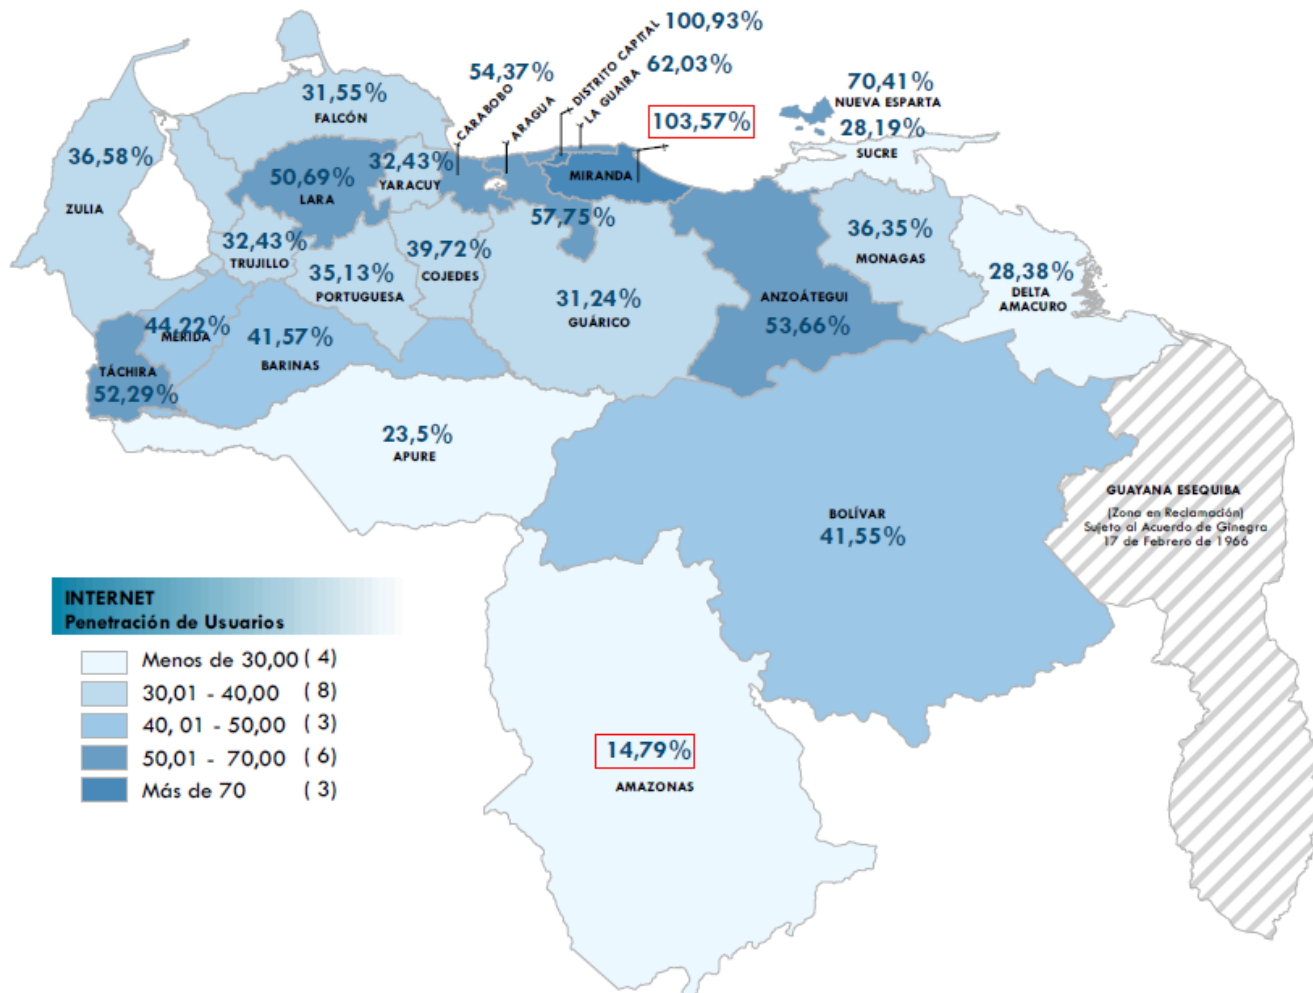 100,93%
DISTRITO CAPITAL
62,03%
LA GUAIRA
54,37%
CARABOBO
ARAGUA
103,57%
70,41%
NUEVA ESPARTA
28,19%
SUCRE
31,55%
FALCÓN
36,58%
ZULIA
50,69%
LARA
32,43%
YARACUY
MIRANDA
57,75%
32,43%
TRUJILLO
35,13%
PORTUGUESA
39,72%
COJEDES
31,24%
GUÁRICO
ANZOÁTEGUI
53,66%
36,35%
MONAGAS
28,38%
DELTA
AMACURO
44,22%
MÉRIDA
41,57%
BARINAS
TÁCHIRA
52,29%
23,5%
APURE
BOLÍVAR
41,55%
GUAYANA ESEQUIBA
(Zona en Reclamación)
Sujeto al Acuerdo de Ginegra
17 de Febrero de 1966
14,79%
AMAZONAS
INTERNET
Penetración de Usuarios
Menos de 30,00 ( 4)
30,01 - 40,00 ( 8)
40, 01 - 50,00 ( 3)
50,01 - 70,00 ( 6)
Más de 70 ( 3)